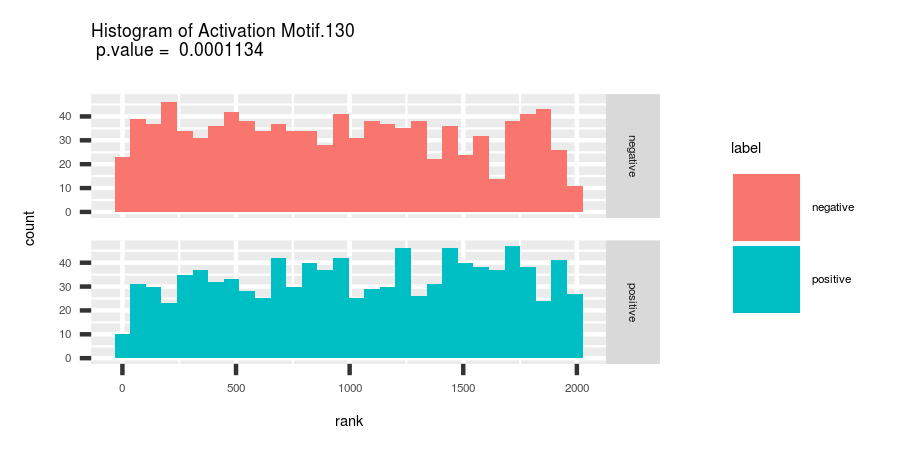 Histogram of Activation Motif.130
p.value = 0.0001134
count
40
30
20
10
0
negative
40
30
20
10
0
positive
0 500 1000 1500 2000
rank
label
negative
positive